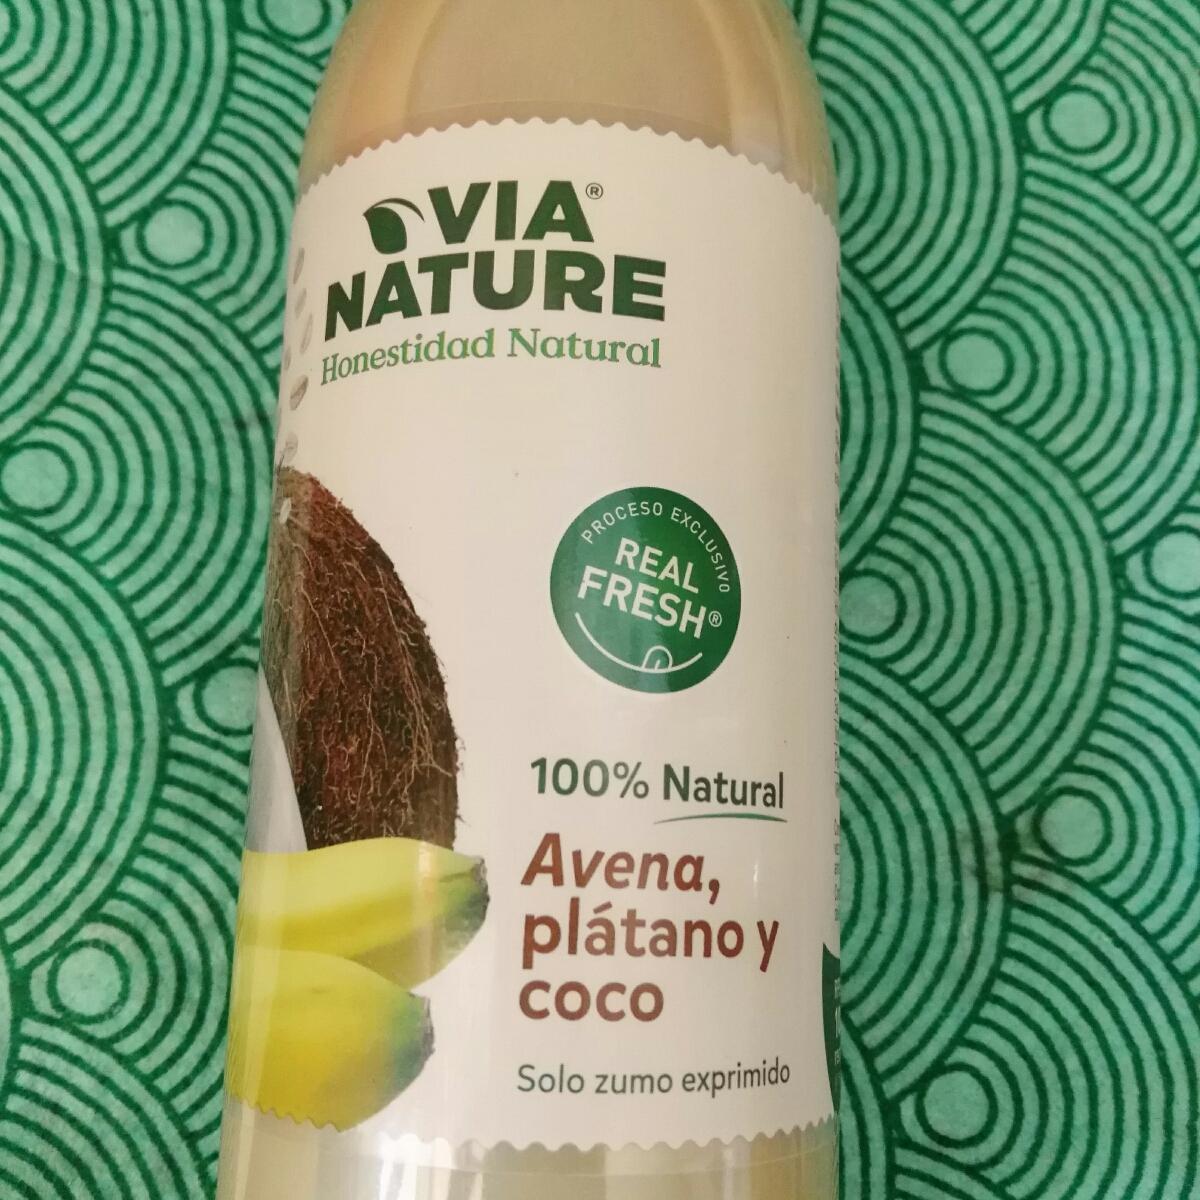 VIA®
NATURE
Honestidad Natural
PROCESO EXCLUSIVO
REAL
FRESH®
100% Natural
Avena,
plátano y
coco
Solo zumo exprimido